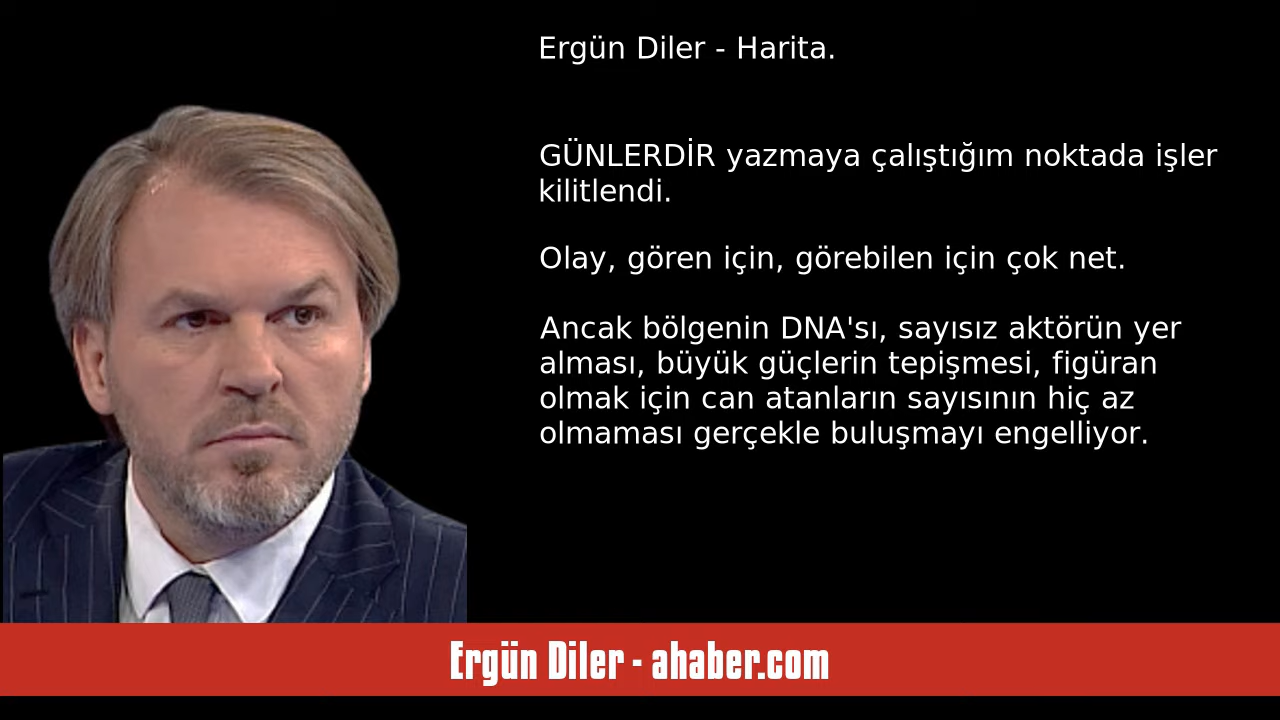 Ergün Diler - Harita.
GÜNLERDİR yazmaya çalıştığım noktada işler
kilitlendi.
Olay, gören için, görebilen için çok net.
Ancak bölgenin DNA'sı, sayısız aktörün yer
alması, büyük güçlerin tepişmesi, figüran
olmak için can atanların sayısının hiç az
olmaması gerçekle buluşmayı engelliyor.
Ergün Diler - ahaber.com